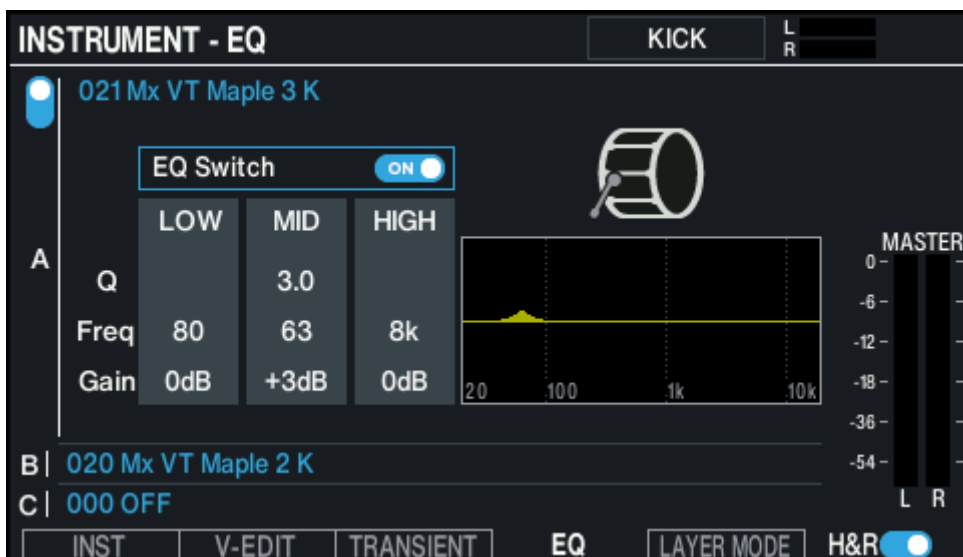 INSTRUMENT - EQ KICK L R
021 Mx VT Maple 3 K
EQ Switch ON
LOW MID HIGH
MASTER
A
Q 3.0
Freq 80 63 8k
Gain 0dB +3dB 0dB
20 100 1k 10k
0
-6
-12
-18
-36
-54
L R
B 020 Mx VT Maple 2 K
C 000 OFF
INST V-EDIT TRANSIENT EQ LAYER MODE H&R